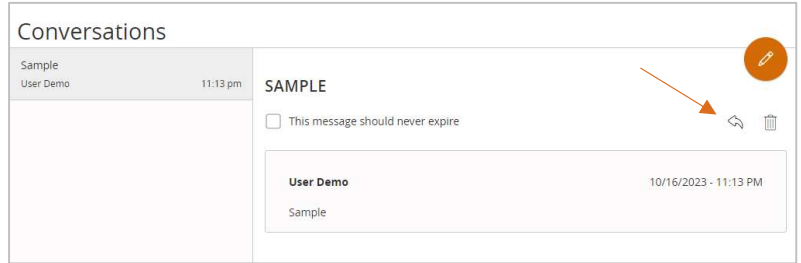 Conversations
Sample
User Demo 11:13 pm
SAMPLE
This message should never expire
User Demo 10/16/2023 - 11:13 PM
Sample